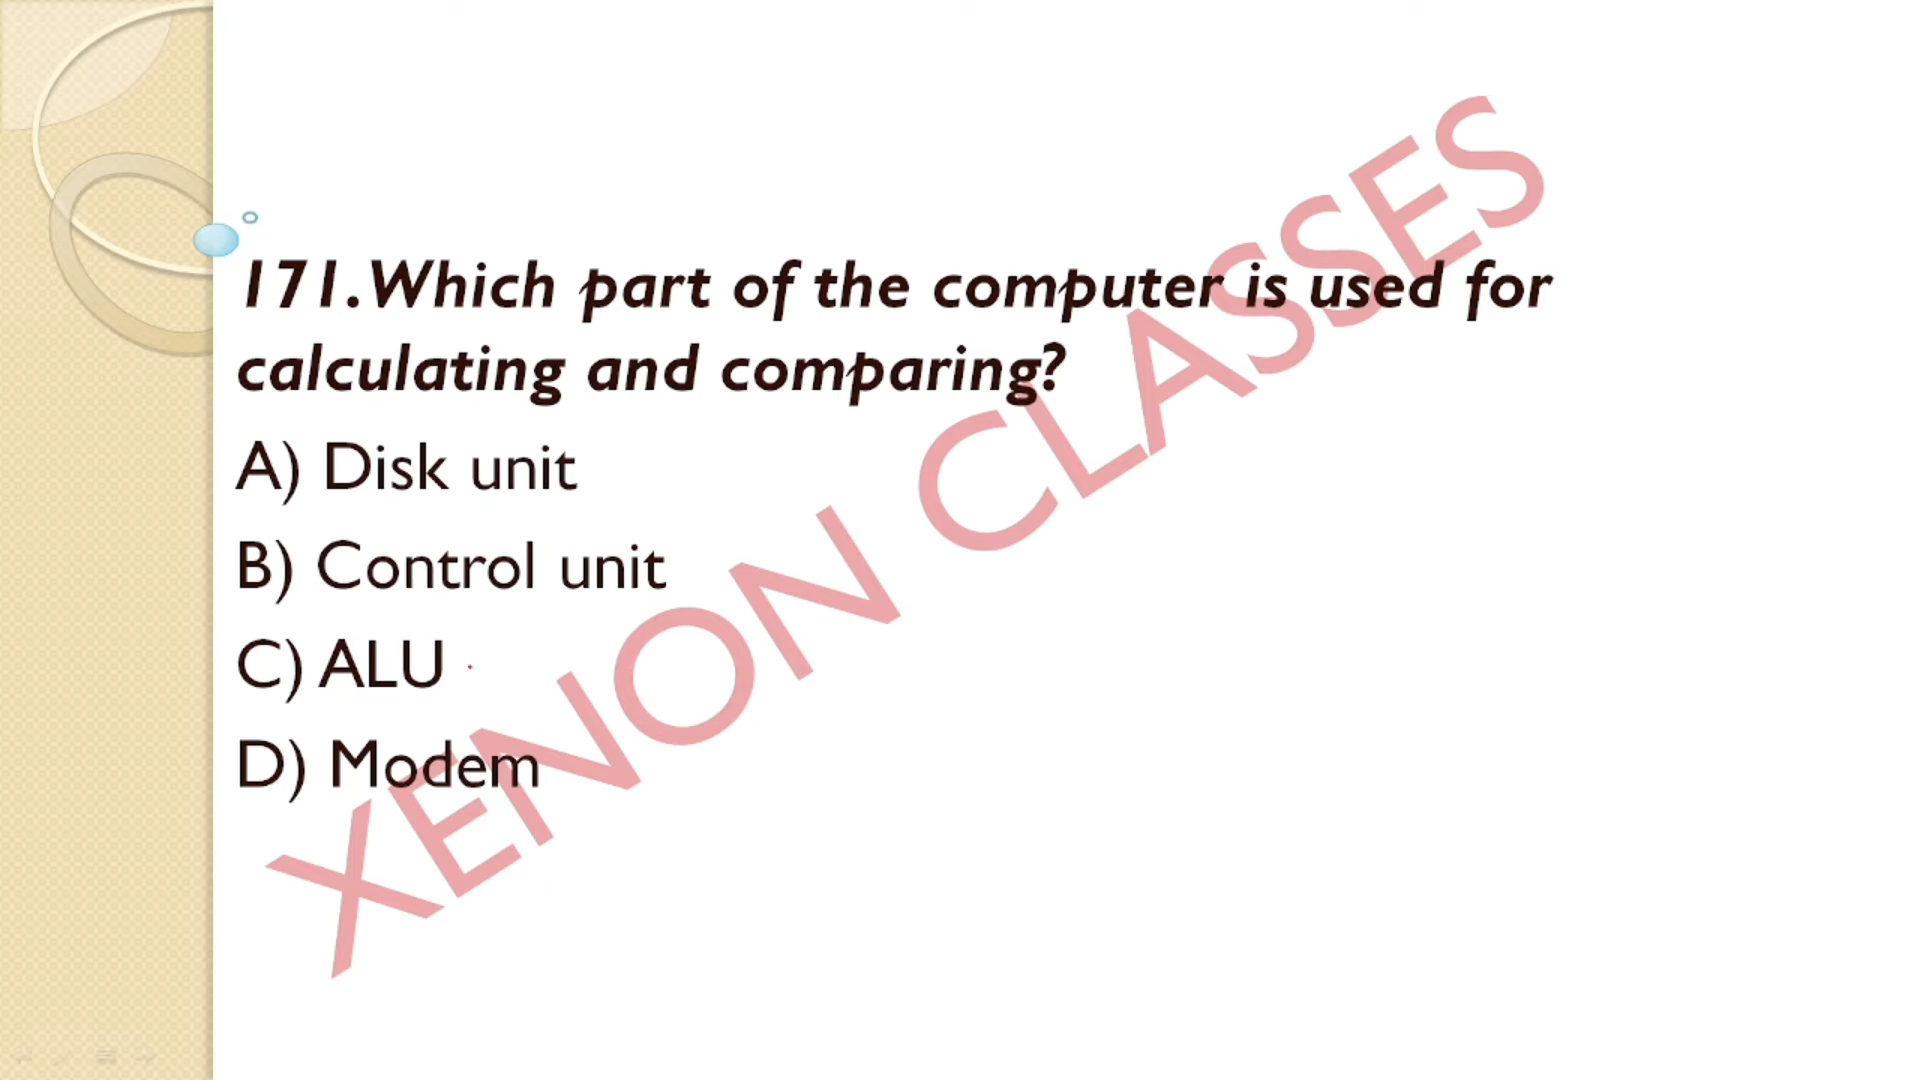 171.Which part of the computer is used for
calculating and comparing?
A) Disk unit
B) Control unit
C) ALU
D) Modem
XENON CLASSES